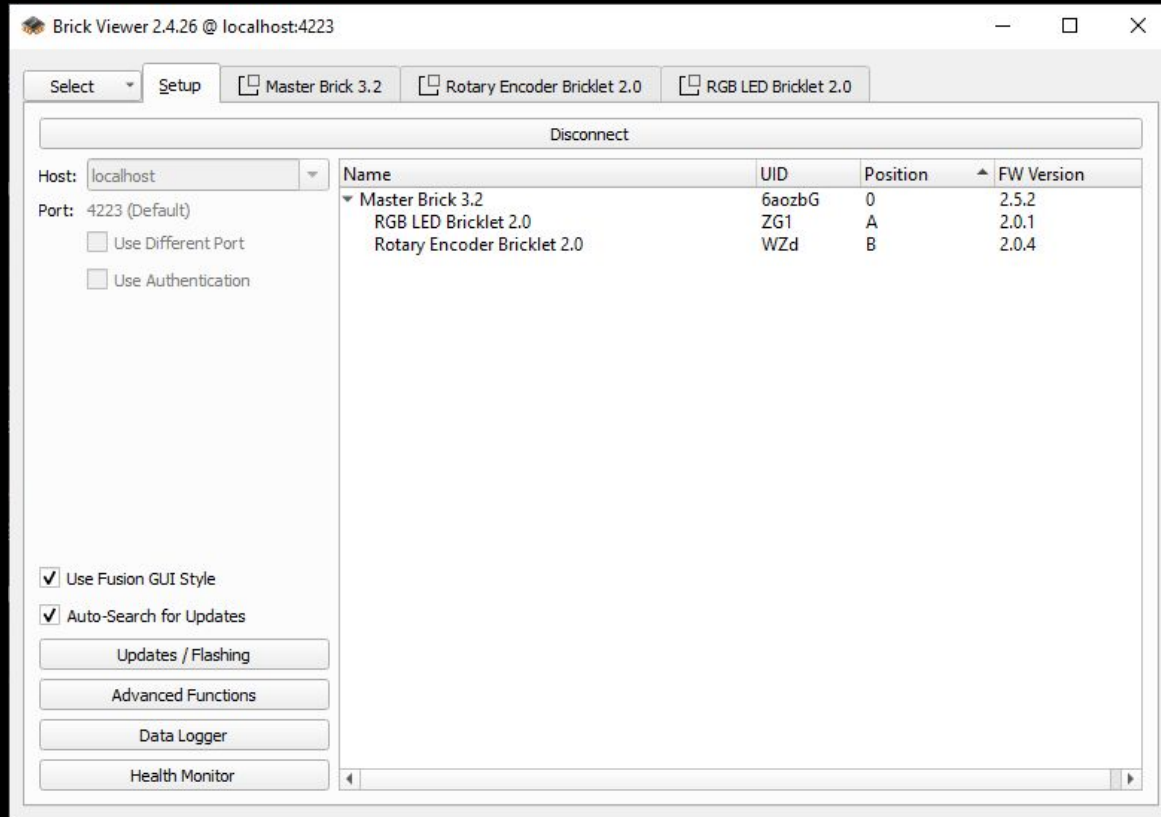 Brick Viewer 2.4.26 @ localhost:4223
Select Setup Master Brick 3.2 Rotary Encoder Bricklet 2.0 RGB LED Bricklet 2.0
Disconnect
Host: localhost
Port: 4223 (Default)
Use Different Port
Use Authentication
Name UID Position FW Version
Master Brick 3.2 6aozbG 0 2.5.2
RGB LED Bricklet 2.0 ZG1 A 2.0.1
Rotary Encoder Bricklet 2.0 WZd B 2.0.4
Use Fusion GUI Style
Auto-Search for Updates
Updates / Flashing
Advanced Functions
Data Logger
Health Monitor